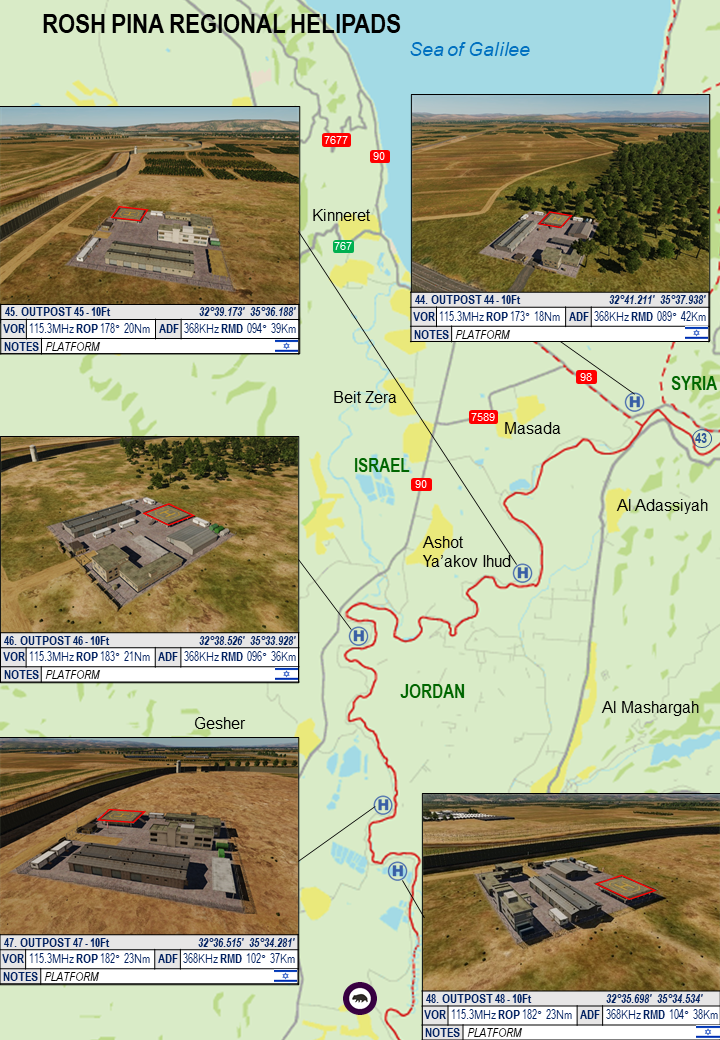 ROSH PINA REGIONAL HELIPADS
Sea of Galilee
7677
90
Kinneret
767
45. OUTPOST 45 - 10Ft 32°39.173' 35°36.188'
VOR 115.3MHz ROP 178° 20Nm ADF 368KHz RMD 094° 39Km
NOTES PLATFORM
44. OUTPOST 44 - 10Ft 32°41.211' 35°37.938'
VOR 115.3MHz ROP 173° 18Nm ADF 368KHz RMD 089° 42Km
NOTES PLATFORM
98
SYRIA
Beit Zera
H
7589
Masada
43
ISRAEL
90
Al Adassiyah
Ashot
Ya'akov Ihud
H
46. OUTPOST 46 - 10Ft 32°38.526' 35°33.928'
VOR 115.3MHz ROP 183° 21Nm ADF 368KHz RMD 096° 36Km
NOTES PLATFORM
H
JORDAN
Al Mashargah
Gesher
H
H
47. OUTPOST 47 - 10Ft 32°36.515' 35°34.281'
VOR 115.3MHz ROP 182° 23Nm ADF 368KHz RMD 102° 37Km
NOTES PLATFORM
48. OUTPOST 48 - 10Ft 32°35.698' 35°34.534'
VOR 115.3MHz ROP 182° 23Nm ADF 368KHz RMD 104° 38Km
NOTES PLATFORM